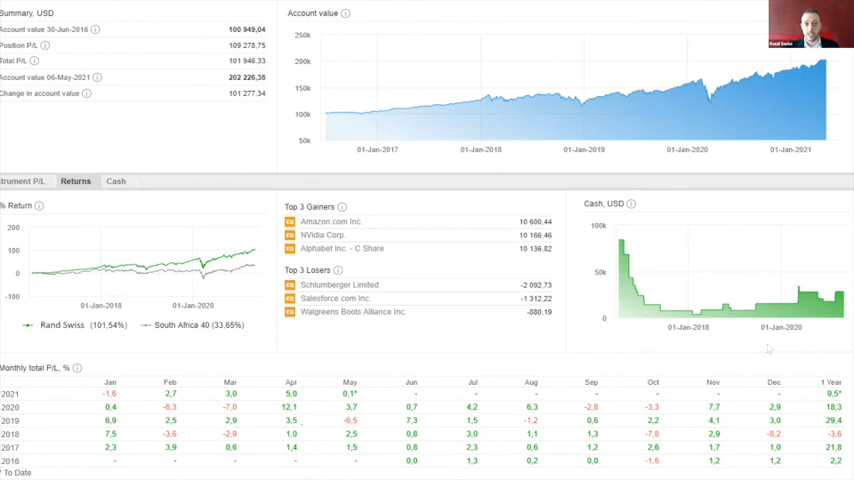 Summary, USD
Account value 30-Jun-2016 100 949,04
Position P/L 109 278,75
Total P/L 101 946,33
Account value 06-May-2021 202 226,38
Change in account value 101 277,34
Account value
250k
200k
150k
100k
50k
01-Jan-2017 01-Jan-2018 01-Jan-2019 01-Jan-2020 01-Jan-2021
Rand Swiss
trument P/L Returns Cash
% Return
200
100
0
-100
01-Jan-2018 01-Jan-2020
Rand Swiss (101,54%) South Africa 40 (33,65%)
Top 3 Gainers
EQ Amazon.com Inc. 10 600,44
EQ NVidia Corp. 10 166,46
EQ Alphabet Inc. - C Share 10 136,82
Top 3 Losers
EQ Schlumberger Limited -2 092,73
EQ Salesforce.com Inc. -1 312,22
EQ Walgreens Boots Alliance Inc. -880,19
Cash, USD
100k
50k
0
01-Jan-2018 01-Jan-2020
Monthly total P/L, %
Jan Feb Mar Apr May Jun Jul Aug Sep Oct Nov Dec 1 Year
2021 -1,6 2,7 3,0 5,0 0,1* - - - - - - - 9,5*
2020 0,4 -6,3 -7,0 12,1 3,7 0,7 4,2 6,3 -2,8 -3,3 7,7 2,9 18,3
2019 6,9 2,5 2,9 3,5 -6,5 7,3 1,5 -1,2 0,6 2,2 4,1 3,0 29,4
2018 7,5 -3,6 -2,9 1,0 2,5 0,8 3,0 1,1 1,3 -7,8 2,9 -8,2 -3,6
2017 2,3 3,9 0,6 1,4 1,5 0,8 2,3 0,6 1,2 2,6 1,7 1,0 21,8
2016 - - - - - 0,0 1,3 0,2 0,0 -1,6 1,2 1,2 2,2
* To Date